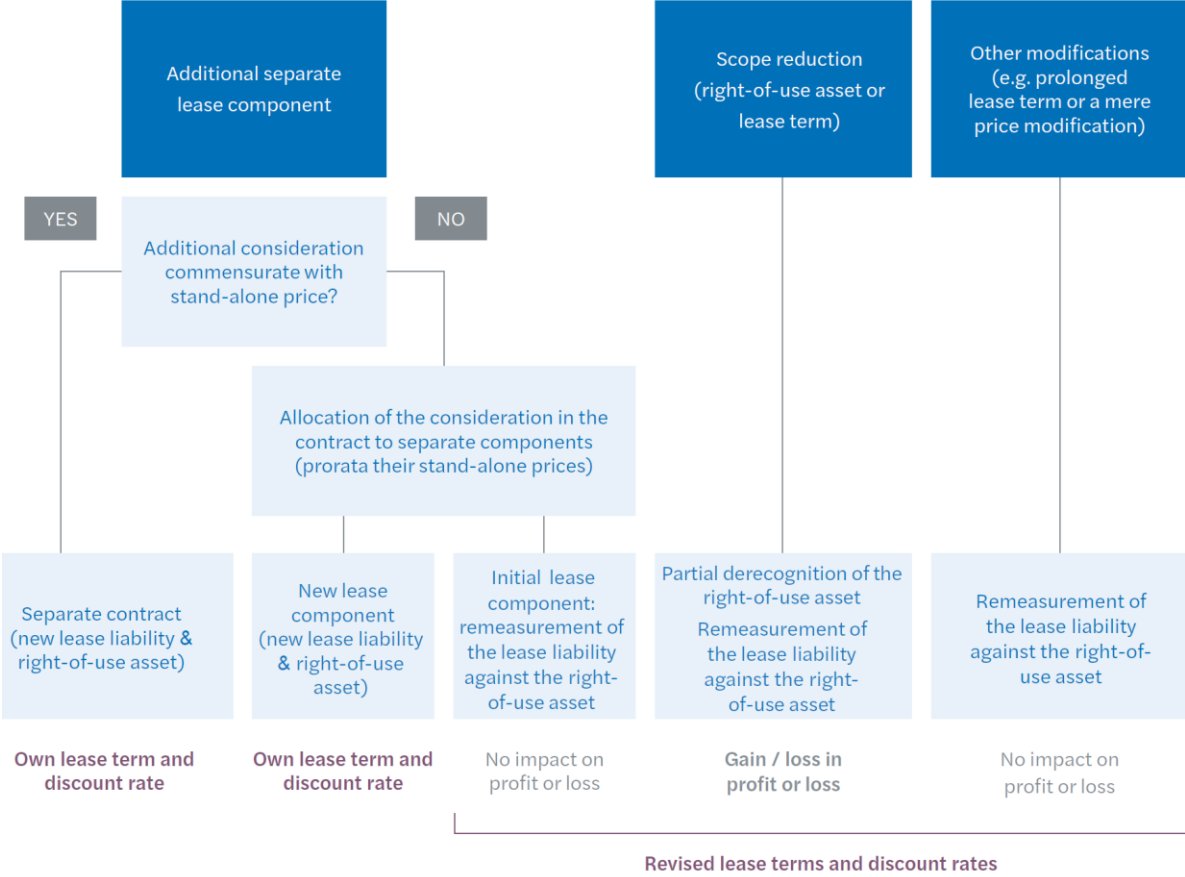 Additional separate
lease component
Scope reduction
(right-of-use asset or
lease term)
Other modifications
(e.g. prolonged
lease term or a mere
price modification)
YES
NO
Additional consideration
commensurate with
stand-alone price?
Allocation of the consideration in the
contract to separate components
(prorata their stand-alone prices)
Separate contract
(new lease liability &
right-of-use asset)
New lease
component
(new lease liability
& right-of-use
asset)
Initial lease
component:
remeasurement of
the lease liability
against the right-
of-use asset
Partial derecognition of the
right-of-use asset
Remeasurement of
the lease liability
against the right-
of-use asset
Remeasurement of
the lease liability
against the right-of-
use asset
Own lease term and
discount rate
Own lease term and
discount rate
No impact on
profit or loss
Gain / loss in
profit or loss
No impact on
profit or loss
Revised lease terms and discount rates